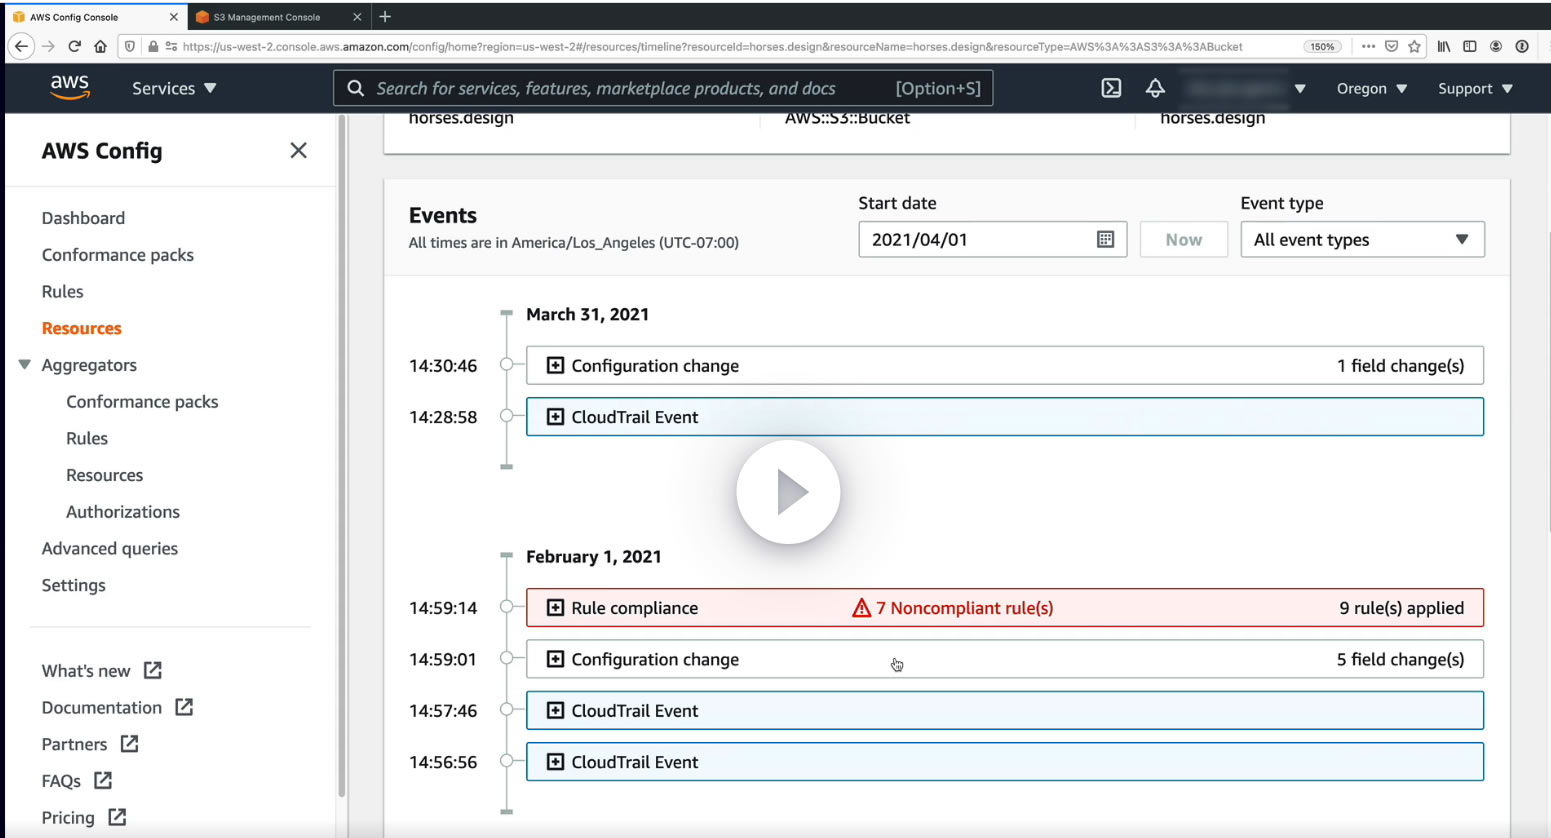 AWS Config Console
S3 Management Console
https://us-west-2.console.aws.amazon.com/config/home?region=us-west-2#/resources/timeline?resourceId=horses.design&resourceName=horses.design&resourceType=AWS%3A%3AS3%3A%3ABucket
150%
aws
Services
Search for services, features, marketplace products, and docs
[Option+S]
Oregon
Support
horses.design
AWS::S3::Bucket
horses.design
AWS Config
Dashboard
Conformance packs
Rules
Resources
Aggregators
Conformance packs
Rules
Resources
Authorizations
Advanced queries
Settings
What's new
Documentation
Partners
FAQs
Pricing
Events
All times are in America/Los_Angeles (UTC-07:00)
Start date
2021/04/01
Now
Event type
All event types
March 31, 2021
14:30:46 Configuration change 1 field change(s)
14:28:58 CloudTrail Event
February 1, 2021
14:59:14 Rule compliance 7 Noncompliant rule(s) 9 rule(s) applied
14:59:01 Configuration change 5 field change(s)
14:57:46 CloudTrail Event
14:56:56 CloudTrail Event